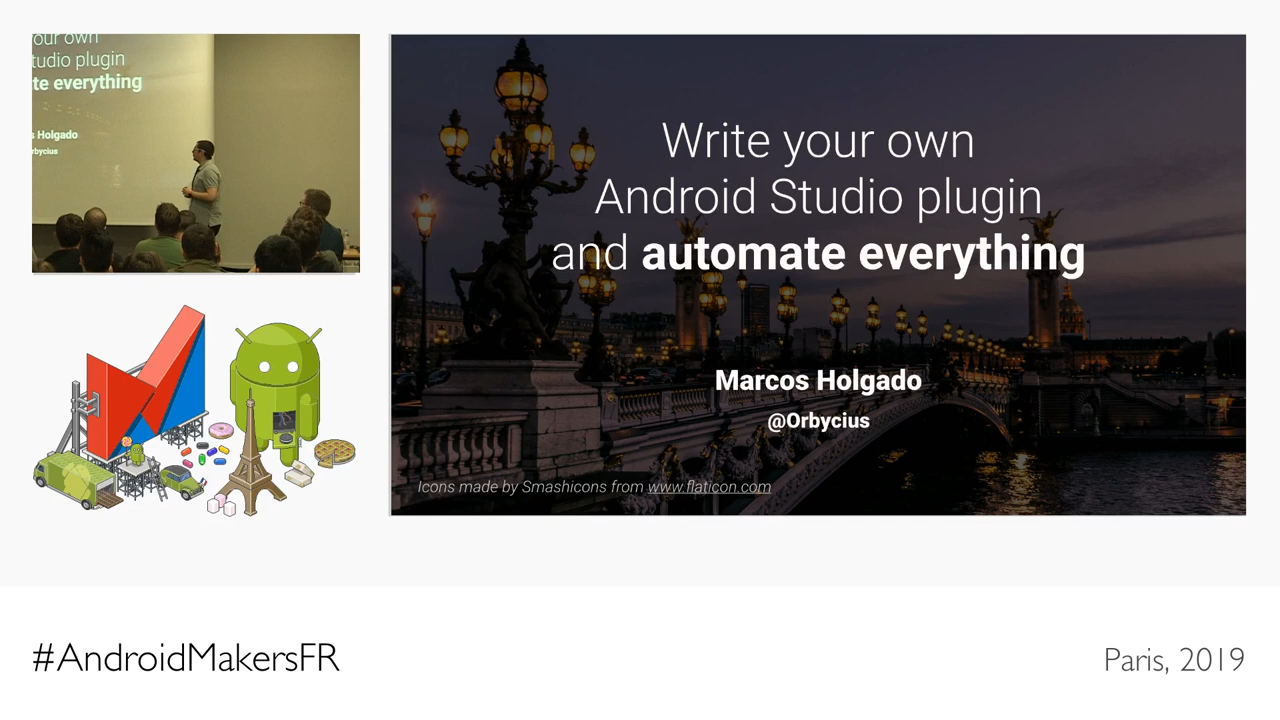 our own
tudio plugin
te everything
s Holgado
rbycius
Write your own
Android Studio plugin
and automate everything
Marcos Holgado
@Orbycius
Icons made by Smashicons from www.flaticon.com
#AndroidMakersFR
Paris, 2019